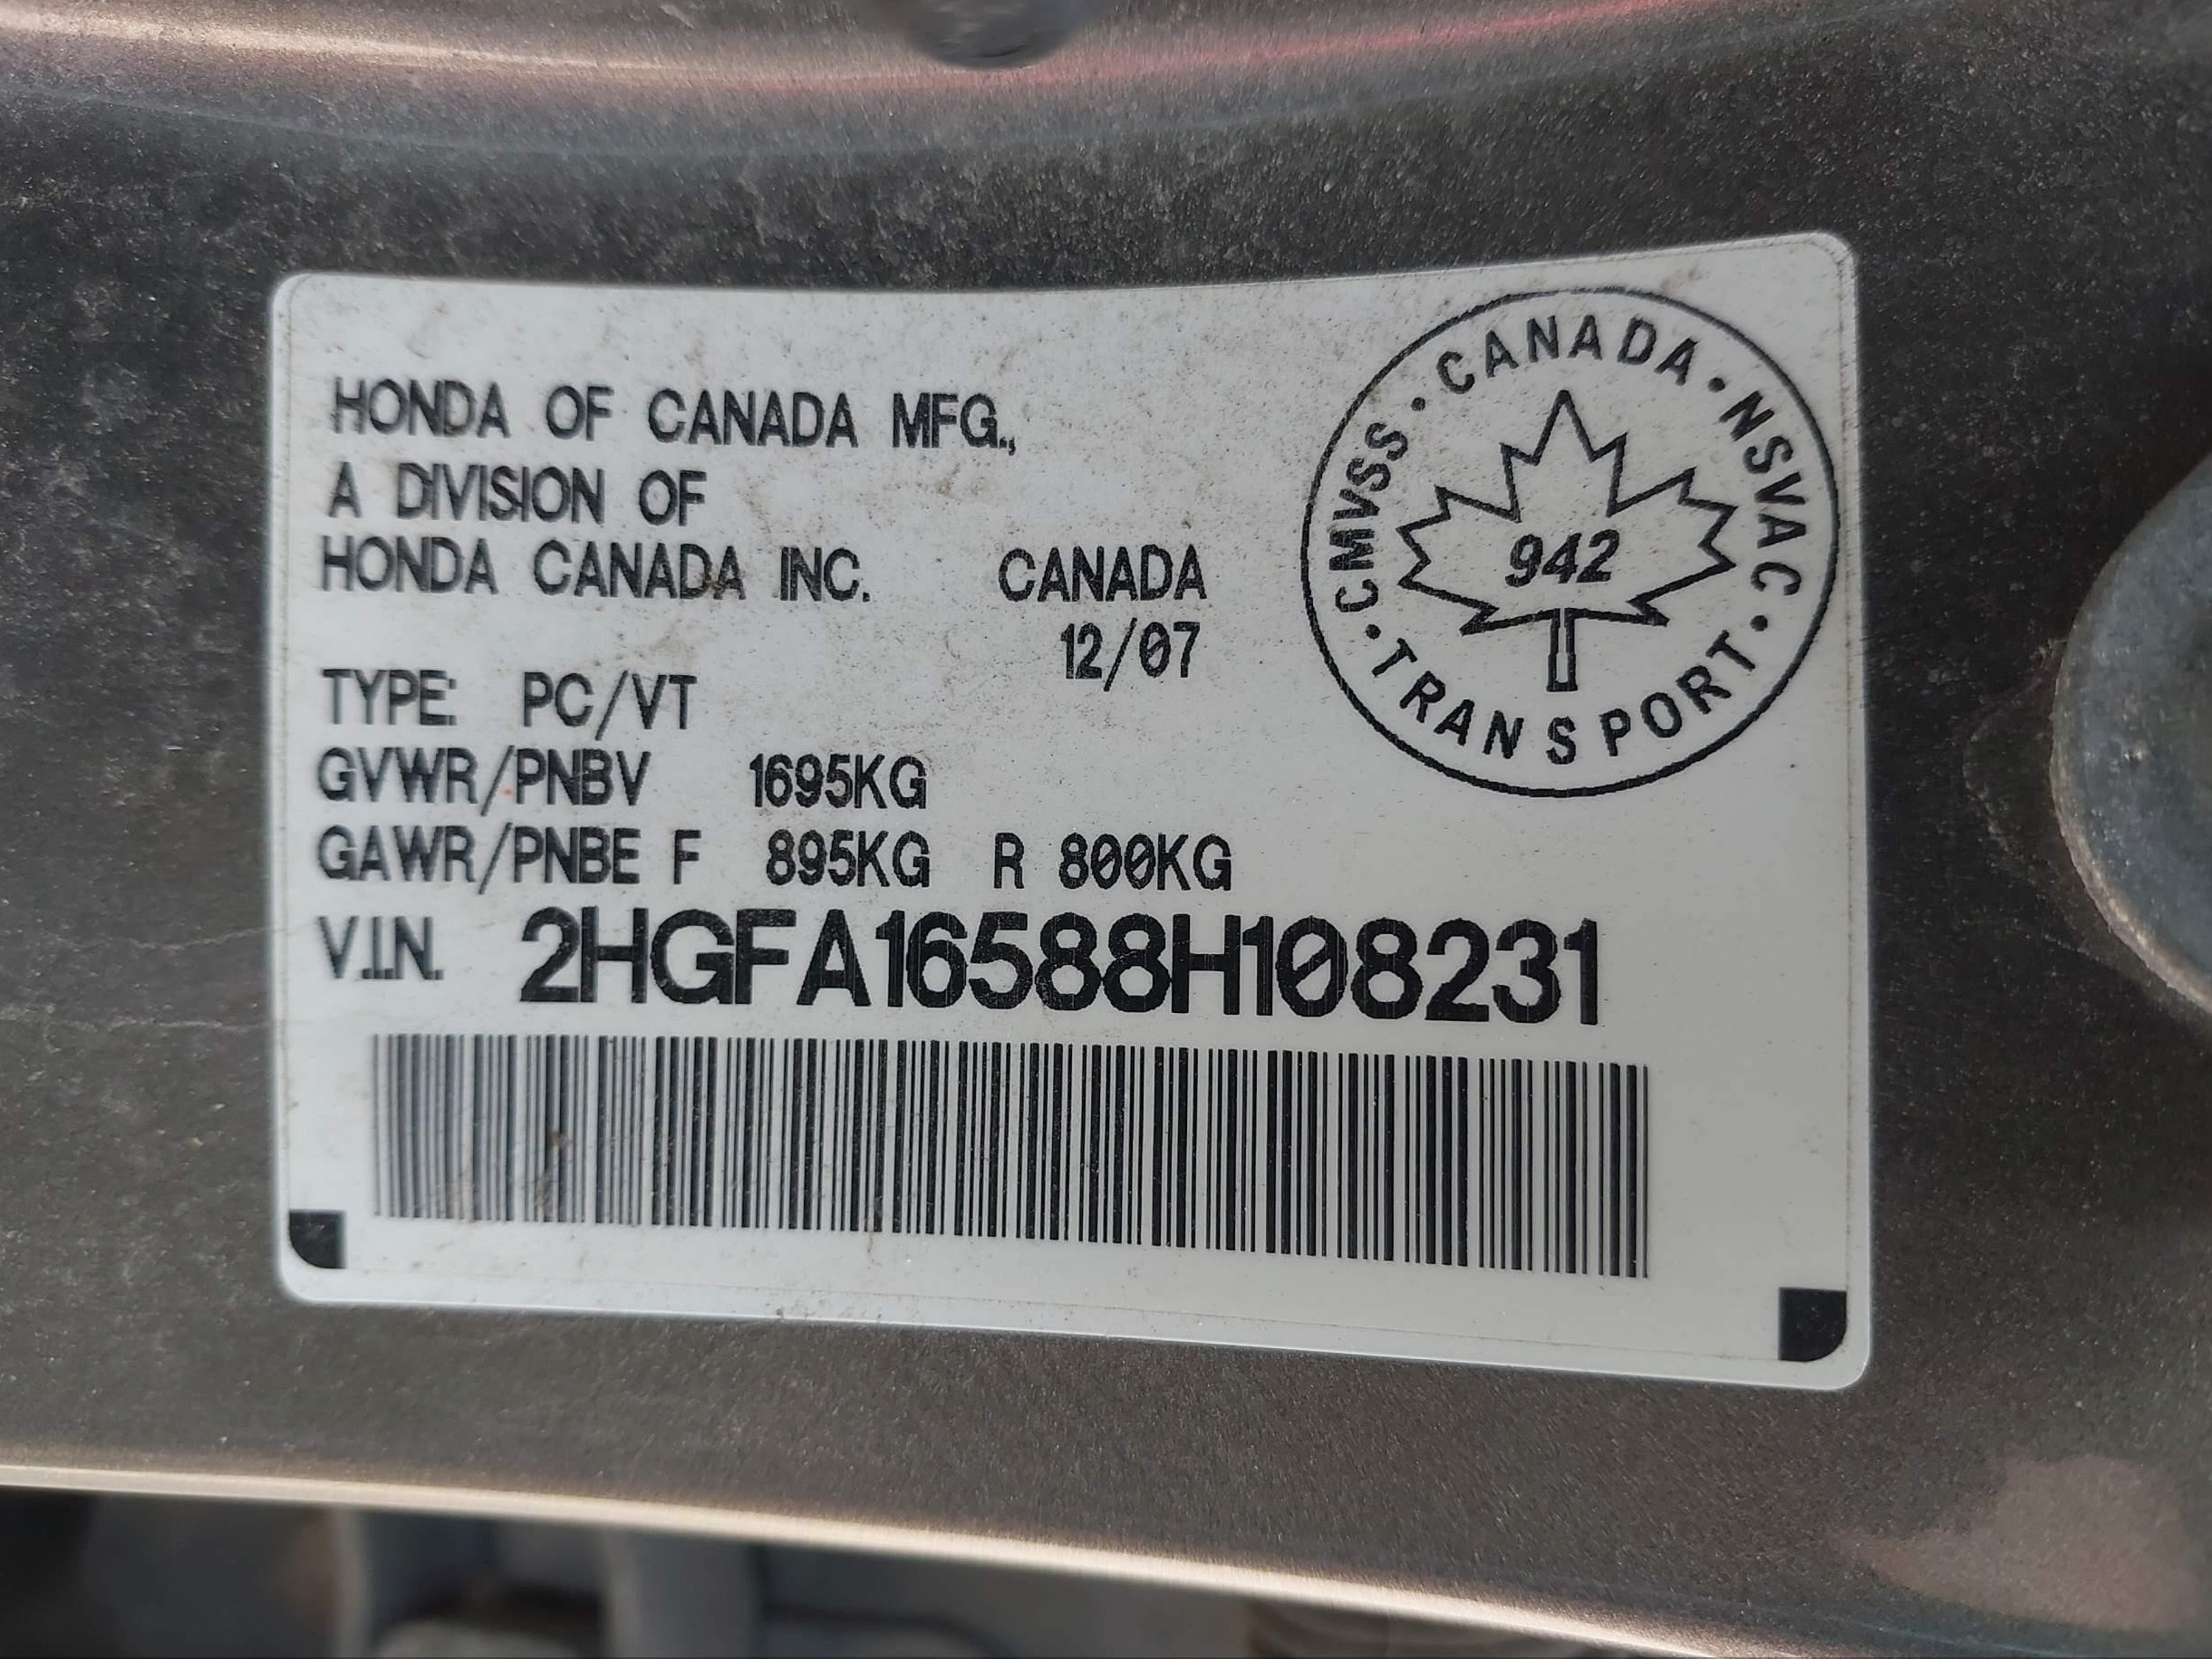 HONDA OF CANADA MFG.,
A DIVISION OF
HONDA CANADA INC. CANADA
12/07
TYPE: PC/VT
GVWR/PNBV 1695KG
GAWR/PNBE F 895KG R 800KG
V.I.N. 2HGFA16588H108231
CMVSS · CANADA · NSVAC · TRANSPORT ·
942